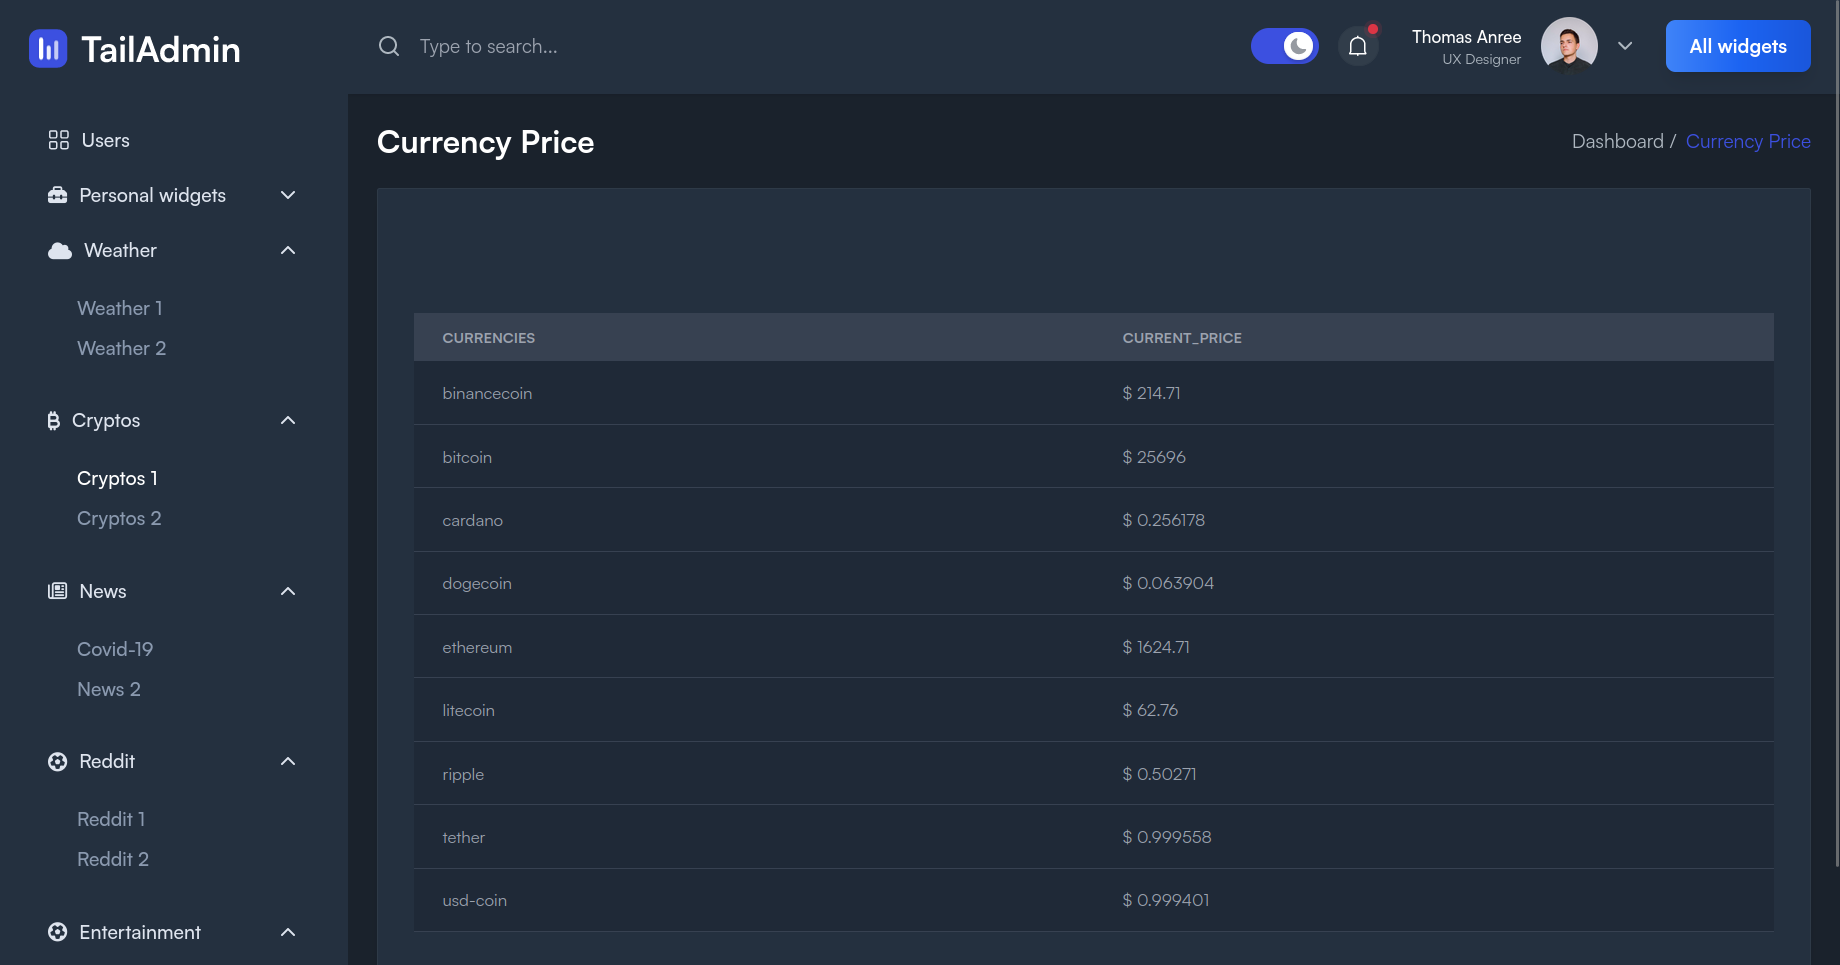 TailAdmin
Type to search...
Thomas Anree
UX Designer
All widgets
Users
Personal widgets
Weather
Weather 1
Weather 2
Cryptos
Cryptos 1
Cryptos 2
News
Covid-19
News 2
Reddit
Reddit 1
Reddit 2
Entertainment
Currency Price
Dashboard / Currency Price
CURRENCIES CURRENT_PRICE
binancecoin $ 214.71
bitcoin $ 25696
cardano $ 0.256178
dogecoin $ 0.063904
ethereum $ 1624.71
litecoin $ 62.76
ripple $ 0.50271
tether $ 0.999558
usd-coin $ 0.999401